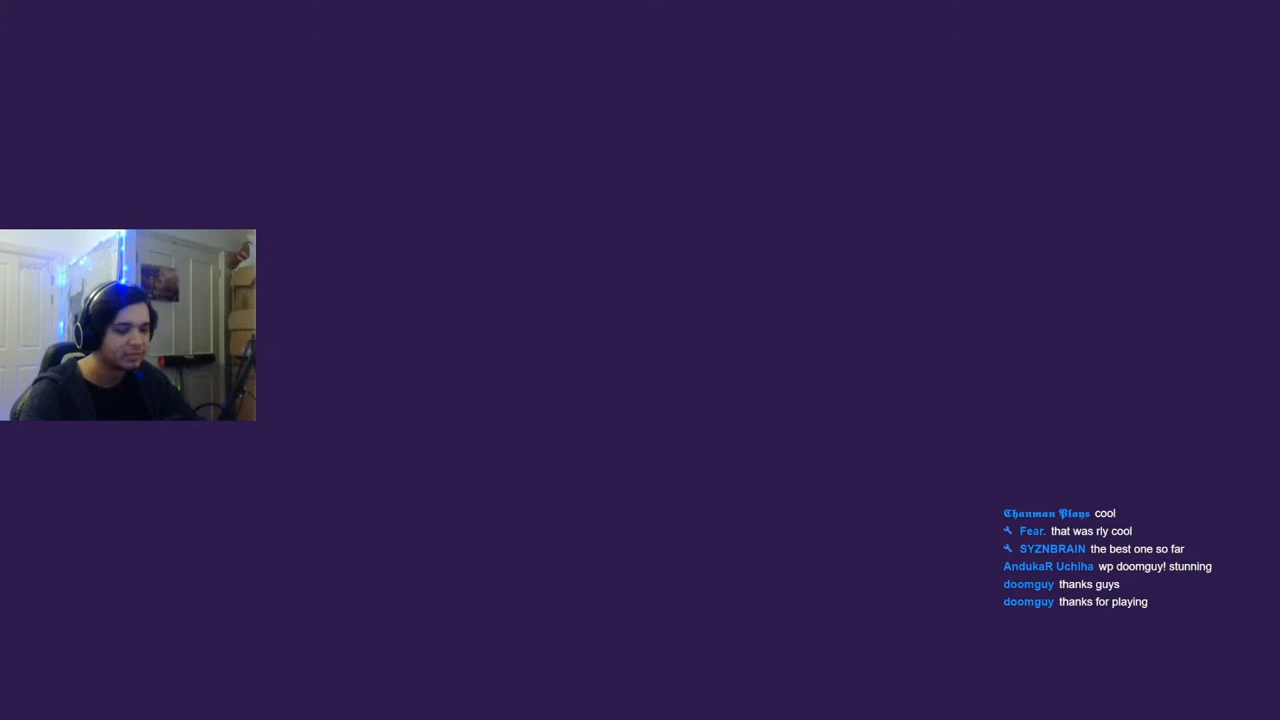 𝕮𝖍𝖆𝖓𝖒𝖆𝖓 𝕻𝖑𝖆𝖞𝖘 cool
Fear. that was rly cool
SYZNBRAIN the best one so far
AndukaR Uchiha wp doomguy! stunning
doomguy thanks guys
doomguy thanks for playing